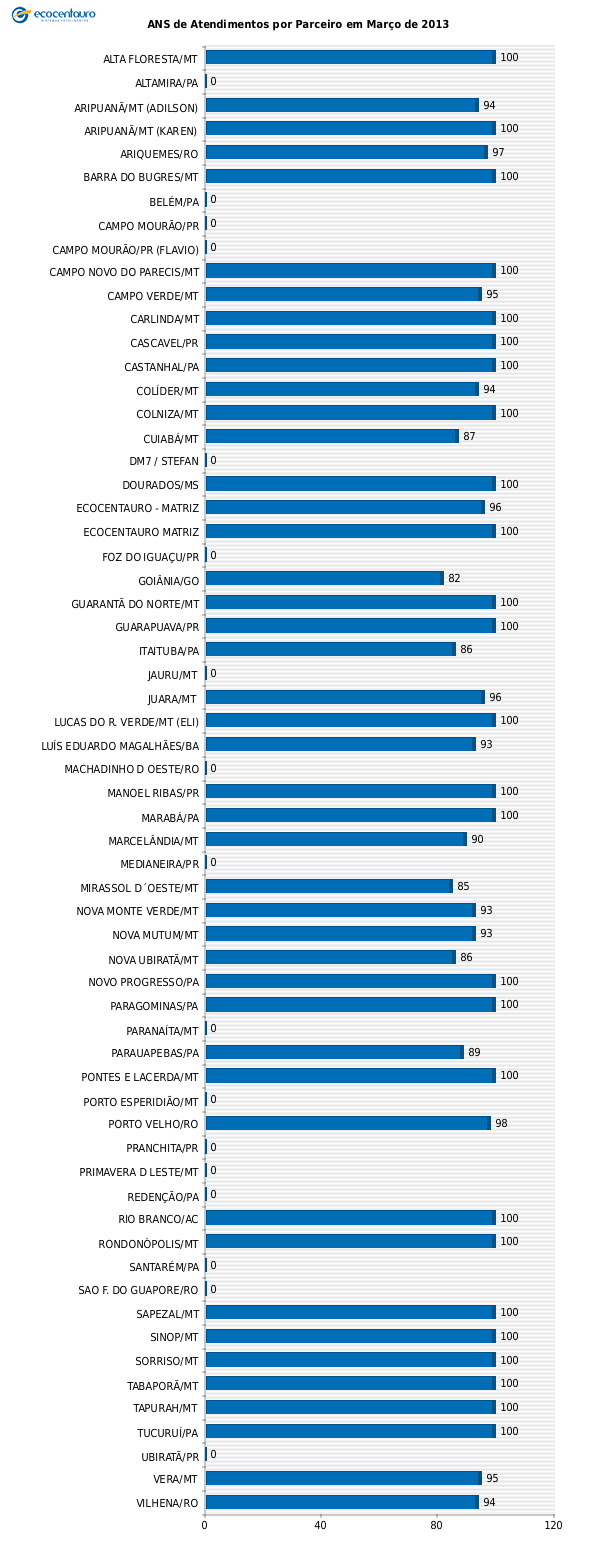 ecocentauro
ANS de Atendimentos por Parceiro em Março de 2013
ALTA FLORESTA/MT 100
ALTAMIRA/PA 0
ARIPUANÃ/MT (ADILSON) 94
ARIPUANÃ/MT (KAREN) 100
ARIQUEMES/RO 97
BARRA DO BUGRES/MT 100
BELÉM/PA 0
CAMPO MOURÃO/PR 0
CAMPO MOURÃO/PR (FLAVIO) 0
CAMPO NOVO DO PARECIS/MT 100
CAMPO VERDE/MT 95
CARLINDA/MT 100
CASCAVEL/PR 100
CASTANHAL/PA 100
COLÍDER/MT 94
COLNIZA/MT 100
CUIABÁ/MT 87
DM7 / STEFAN 0
DOURADOS/MS 100
ECOCENTAURO - MATRIZ 96
ECOCENTAURO MATRIZ 100
FOZ DO IGUAÇU/PR 0
GOIÂNIA/GO 82
GUARANTÃ DO NORTE/MT 100
GUARAPUAVA/PR 100
ITAITUBA/PA 86
JAURU/MT 0
JUARA/MT 96
LUCAS DO R. VERDE/MT (ELI) 100
LUÍS EDUARDO MAGALHÃES/BA 93
MACHADINHO D OESTE/RO 0
MANOEL RIBAS/PR 100
MARABÁ/PA 100
MARCELÂNDIA/MT 90
MEDIANEIRA/PR 0
MIRASSOL D´OESTE/MT 85
NOVA MONTE VERDE/MT 93
NOVA MUTUM/MT 93
NOVA UBIRATÃ/MT 86
NOVO PROGRESSO/PA 100
PARAGOMINAS/PA 100
PARANAÍTA/MT 0
PARAUAPEBAS/PA 89
PONTES E LACERDA/MT 100
PORTO ESPERIDIÃO/MT 0
PORTO VELHO/RO 98
PRANCHITA/PR 0
PRIMAVERA D LESTE/MT 0
REDENÇÃO/PA 0
RIO BRANCO/AC 100
RONDONÓPOLIS/MT 100
SANTARÉM/PA 0
SAO F. DO GUAPORE/RO 0
SAPEZAL/MT 100
SINOP/MT 100
SORRISO/MT 100
TABAPORÃ/MT 100
TAPURAH/MT 100
TUCURUÍ/PA 100
UBIRATÃ/PR 0
VERA/MT 95
VILHENA/RO 94
0 40 80 120